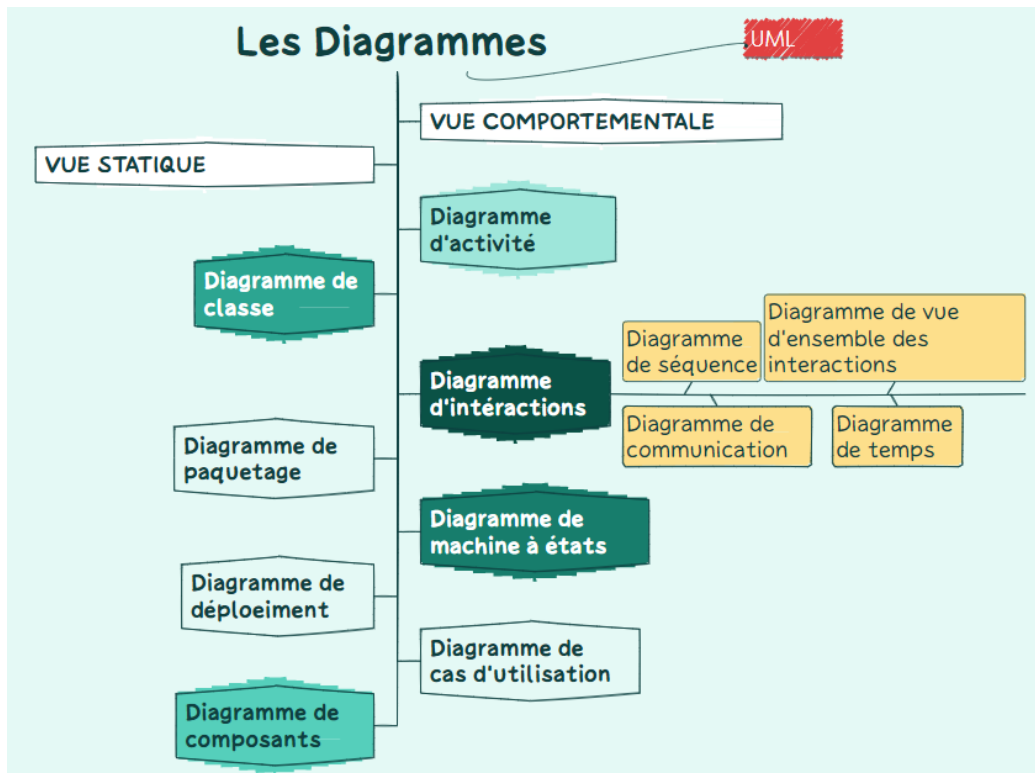 Les Diagrammes
UML
VUE COMPORTEMENTALE
VUE STATIQUE
Diagramme
d'activité
Diagramme de
classe
Diagramme
d'intéractions
Diagramme
de séquence
Diagramme de vue
d'ensemble des
interactions
Diagramme de
communication
Diagramme
de temps
Diagramme de
paquetage
Diagramme de
machine à états
Diagramme de
déploeiment
Diagramme de
cas d'utilisation
Diagramme de
composants